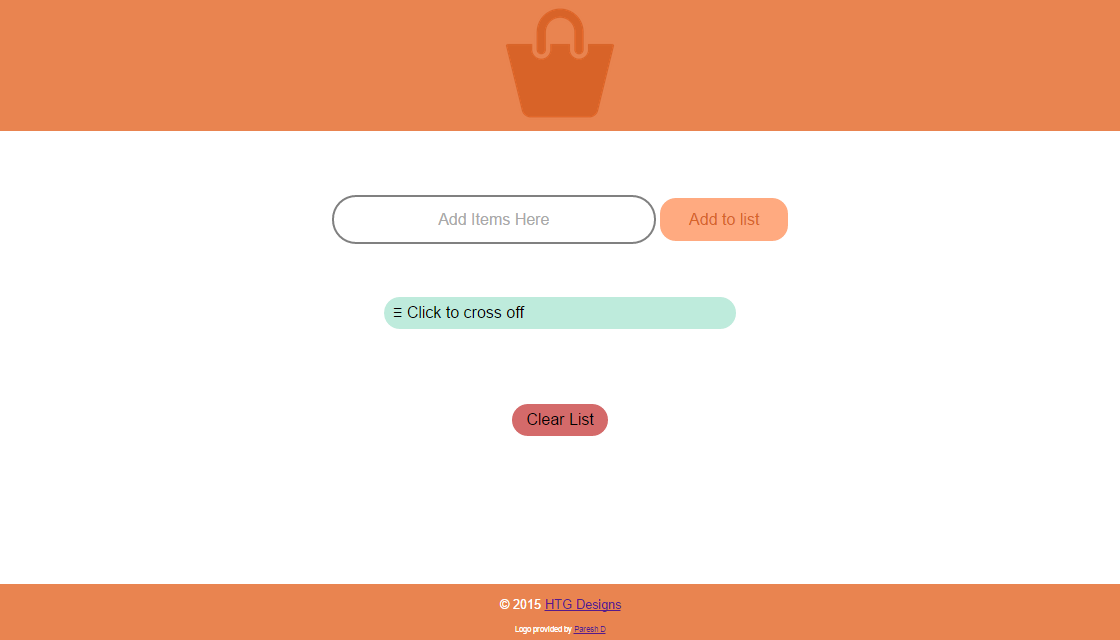 Add Items Here Add to list
☰ Click to cross off
Clear List
© 2015 HTG Designs
Logo provided by Paresh D